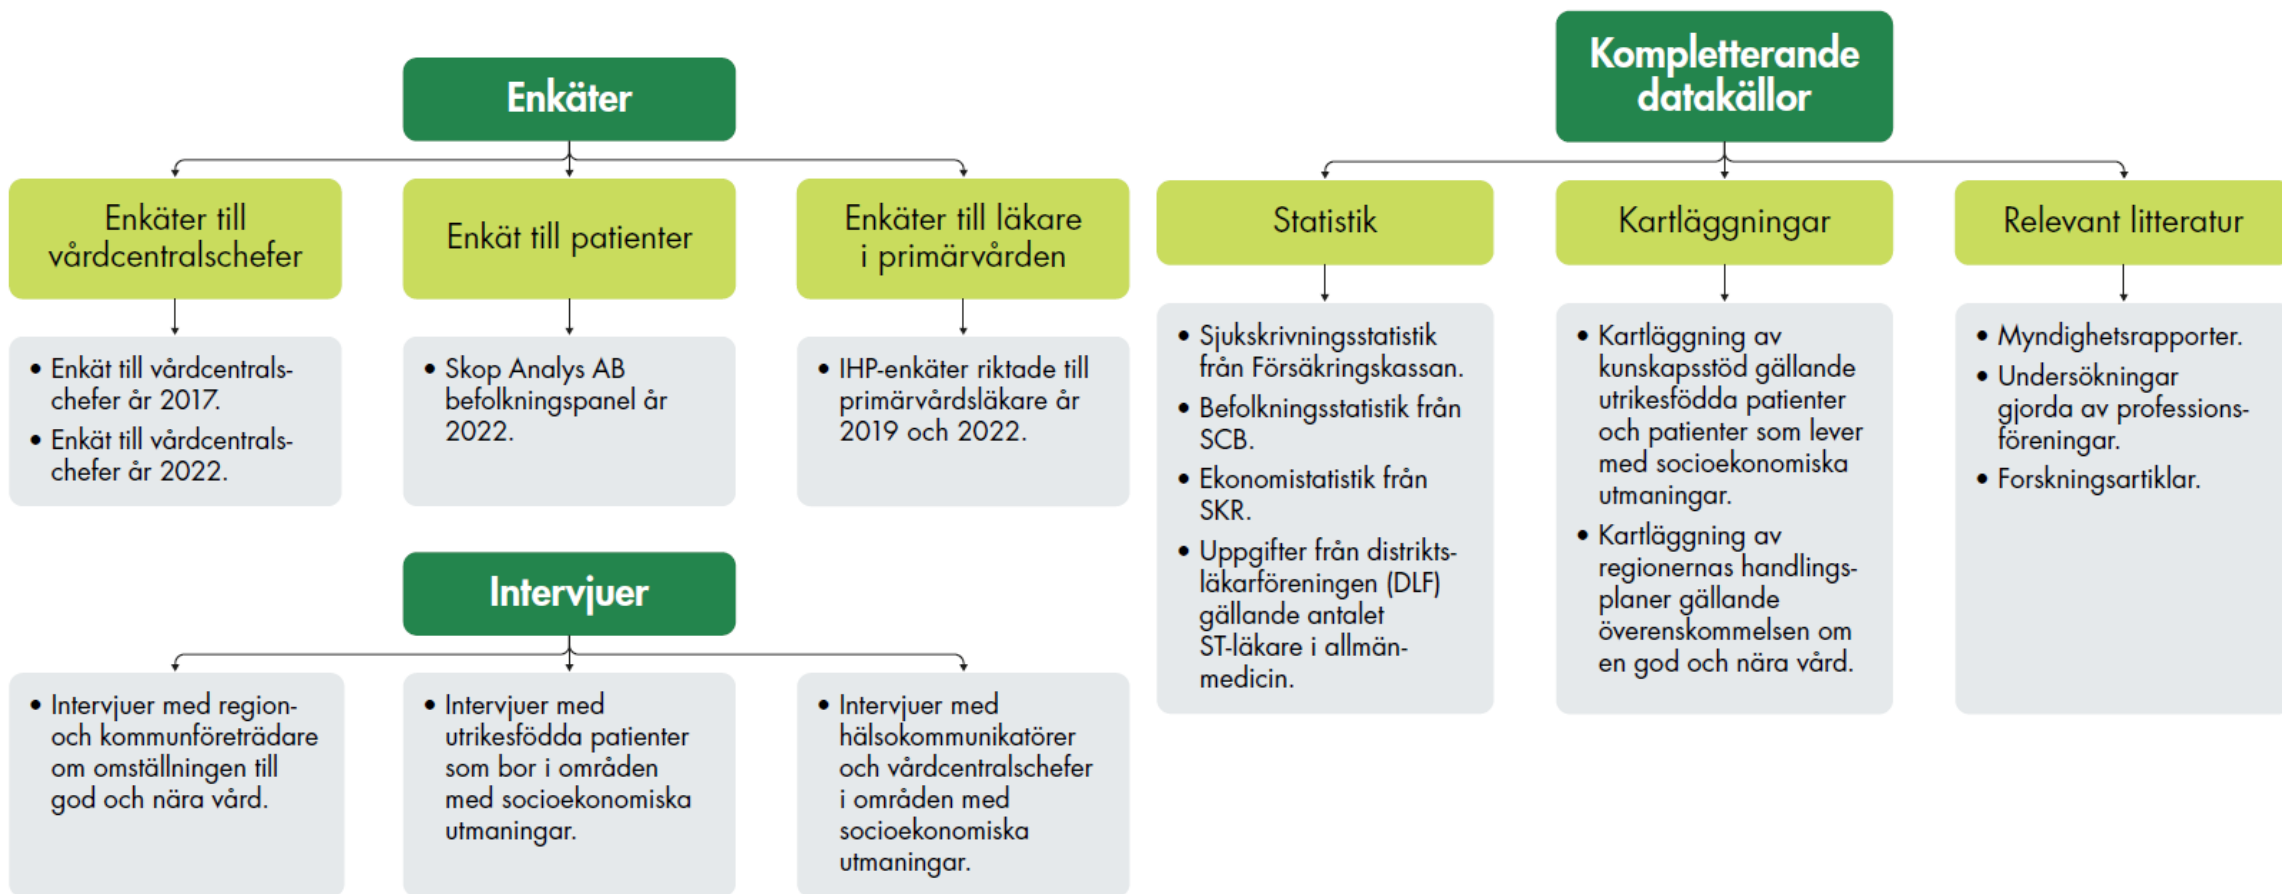 Enkäter
Enkäter till
vårdcentralschefer
• Enkät till vårdcentrals-
chefer år 2017.
• Enkät till vårdcentrals-
chefer år 2022.
Enkät till patienter
• Skop Analys AB
befolkningspanel år
2022.
Enkäter till läkare
i primärvården
• IHP-enkäter riktade till
primärvårdsläkare år
2019 och 2022.
Intervjuer
• Intervjuer med region-
och kommunföreträdare
om omställningen till
god och nära vård.
• Intervjuer med
utrikesfödda patienter
som bor i områden
med socioekonomiska
utmaningar.
• Intervjuer med
hälsokommunikatörer
och vårdcentralschefer
i områden med
socioekonomiska
utmaningar.
Kompletterande
datakällor
Statistik
• Sjukskrivningsstatistik
från Försäkringskassan.
• Befolkningsstatistik från
SCB.
• Ekonomistatistik från
SKR.
• Uppgifter från distrikts-
läkarföreningen (DLF)
gällande antalet
ST-läkare i allmän-
medicin.
Kartläggningar
• Kartläggning av
kunskapsstöd gällande
utrikesfödda patienter
och patienter som lever
med socioekonomiska
utmaningar.
• Kartläggning av
regionernas handlings-
planer gällande
överenskommelsen om
en god och nära vård.
Relevant litteratur
• Myndighetsrapporter.
• Undersökningar
gjorda av professions-
föreningar.
• Forskningsartiklar.